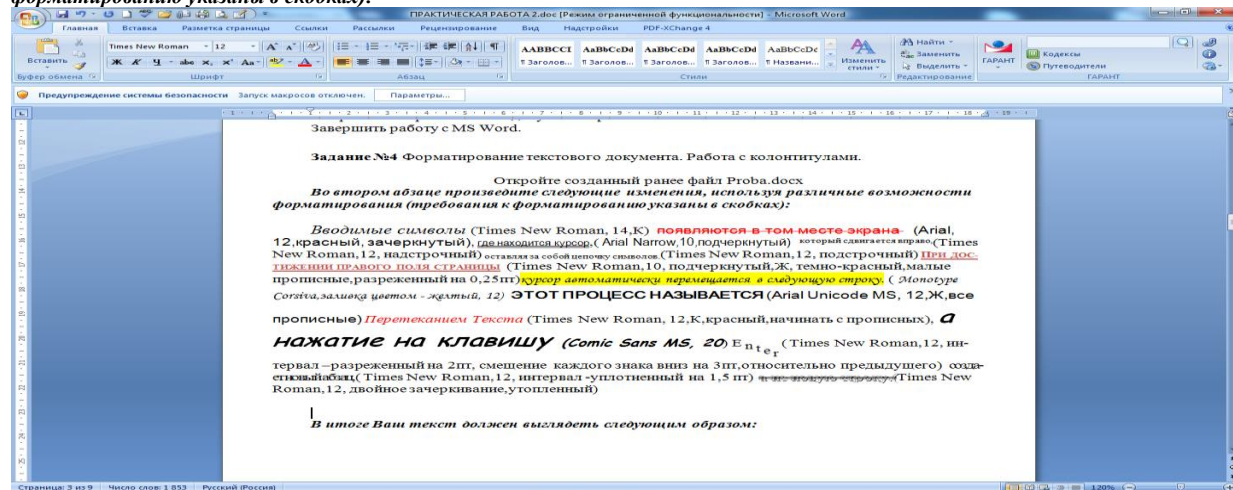 форматированию указаны в скобках):
ПРАКТИЧЕСКАЯ РАБОТА 2.doc [Режим ограниченной функциональности] - Microsoft Word
Главная Вставка Разметка страницы Ссылки Рассылки Рецензирование Вид Надстройки PDF-XChange 4
Times New Roman 12
Вставить
Ж К Ч abe x, x' Aa
AABBCCI AaBbCcDd AaBbCcDd AaBbCcDd AaBbCcDc
¶ Заголов... ¶ Заголов... ¶ Заголов... ¶ Заголов... ¶ Названи...
Изменить стили
Найти
Заменить
Выделить
ГАРАНТ
Кодексы
Путеводители
Буфер обмена Шрифт Абзац Стили Редактирование ГАРАНТ
Предупреждение системы безопасности Запуск макросов отключен. Параметры...
Завершить работу с MS Word.
Задание №4 Форматирование текстового документа. Работа с колонтитулами.
Откройте созданный ранее файл Proba.docx
Во втором абзаце произведите следующие изменения, используя различные возможности
форматирования (требования к форматированию указаны в скобках):
Вводимые символы (Times New Roman, 14,К) появляются в том месте экрана (Arial,
12,красный, зачеркнутый), где находится курсор,( Arial Narrow,10,подчеркнутый) который сдвигается вправо,(Times
New Roman,12, надстрочный) оставляя за собой цепочку символов.(Times New Roman,12, подстрочный) При дос-
тижении правого поля страницы (Times New Roman,10, подчеркнутый,Ж, темно-красный,малые
прописные,разреженный на 0,25пт)курсор автоматически перемещается в следующую строку. ( Monotype
Corsiva,заливка цветом - желтый, 12) ЭТОТ ПРОЦЕСС НАЗЫВАЕТСЯ (Arial Unicode MS, 12,Ж,все
прописные) Перетеканием Текста (Times New Roman, 12,К,красный,начинать с прописных), а
нажатие на клавишу (Comic Sans MS, 20) Enter (Times New Roman,12, ин-
тервал –разреженный на 2пт, смешение каждого знака вниз на 3пт,относительно предыдущего) созда-
ет новый абзац,( Times New Roman,12, интервал -уплотненный на 1,5 пт) а не новую строку.(Times New
Roman,12, двойное зачеркивание,утопленный)
В итоге Ваш текст должен выглядеть следующим образом:
Страница: 3 из 9 Число слов: 1 853 Русский (Россия) 120%